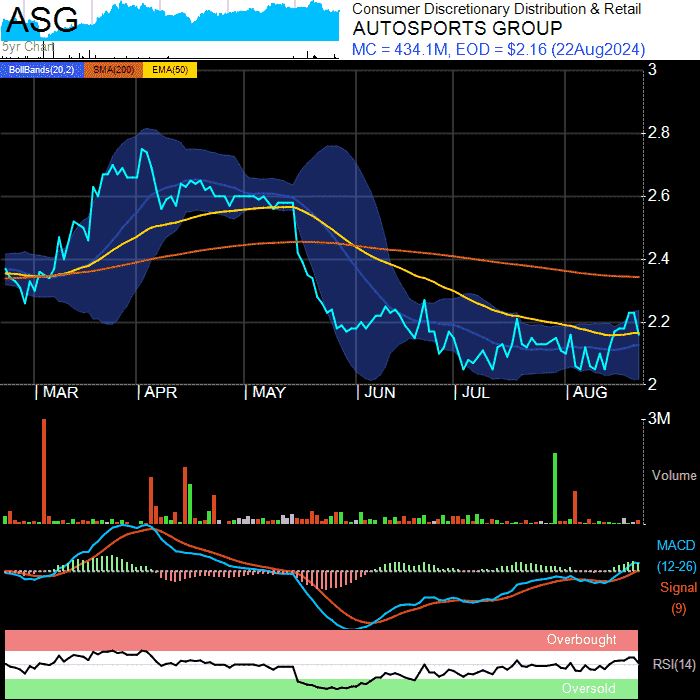 ASG
5yr Chart
Consumer Discretionary Distribution & Retail
AUTOSPORTS GROUP
MC = 434.1M, EOD = $2.16 (22Aug2024)
BollBands(20,2) SMA(200) EMA(50)
3
2.8
2.6
2.4
2.2
2
MAR APR MAY JUN JUL AUG
3M
Volume
MACD
(12-26)
Signal
(9)
Overbought
RSI(14)
Oversold